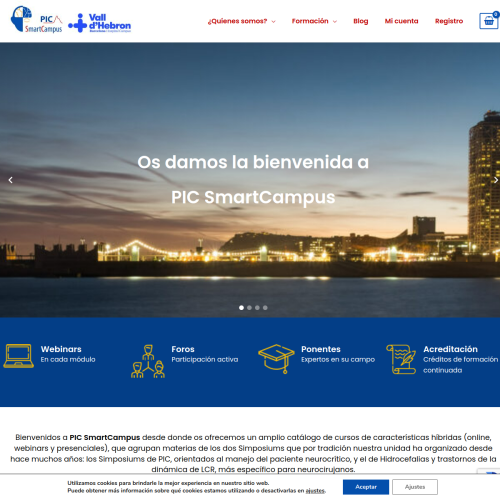 PIC
SmartCampus
Vall
d'Hebron
¿Quienes somos?
Formación
Blog
Mi cuenta
Registro
0
Os damos la bienvenida a
PIC SmartCampus
Webinars
En cada módulo
Foros
Participación activa
Ponentes
Expertos en su campo
Acreditación
Créditos de formación
continuada
Bienvenidos a PIC SmartCampus desde donde os ofrecemos un amplio catálogo de cursos de características híbridas (online,
webinars y presenciales), que agrupan materias de los dos Simposiums que por tradición nuestra unidad ha organizado desde
hace muchos años: los Simposiums de PIC, orientados al manejo del paciente neurocrítico, y el de Hidrocefalias y trastornos de la
dinámica de LCR, más específico para neurocirujanos.
Utilizamos cookies para brindarle la mejor experiencia en nuestro sitio web.
Puede obtener más información sobre qué cookies estamos utilizando o desactivarlas en ajustes.
Aceptar
Ajustes